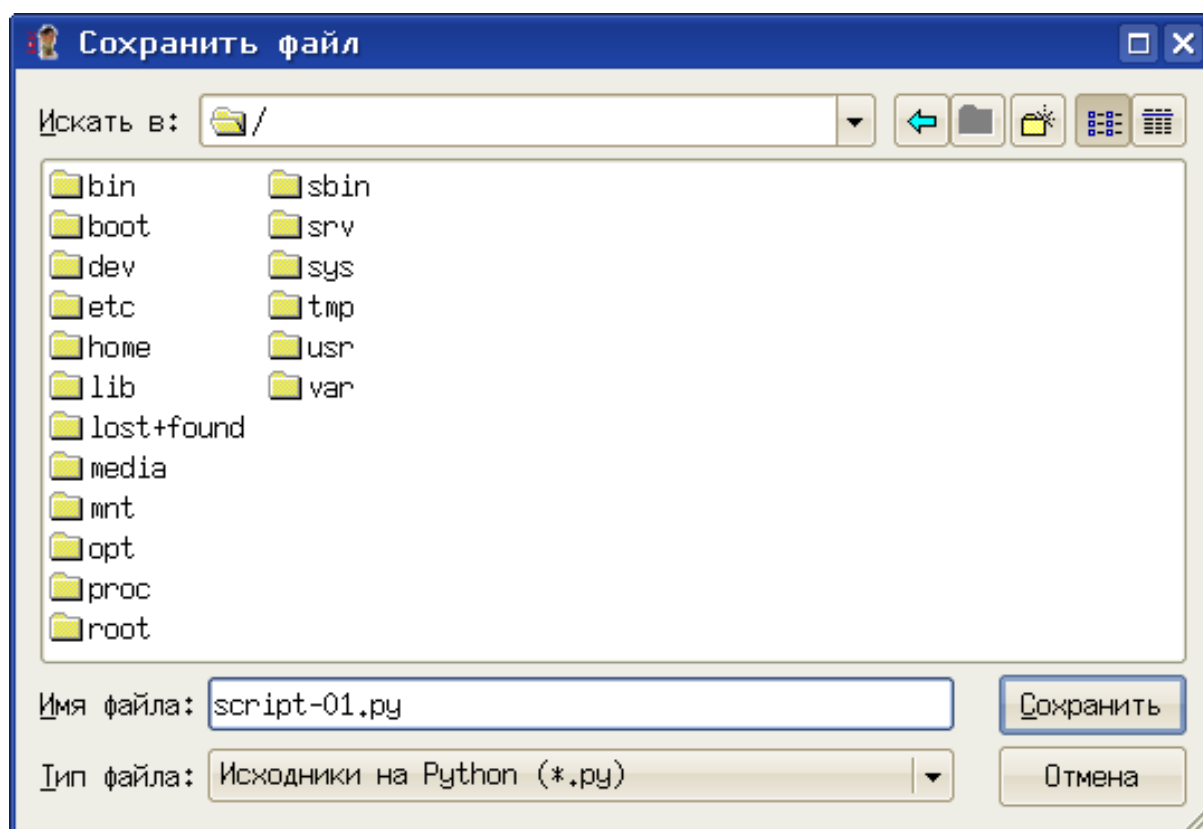 Сохранить файл
Искать в: /
bin sbin
boot srv
dev sys
etc tmp
home usr
lib var
lost+found
media
mnt
opt
proc
root
Имя файла: script-01.py Сохранить
Тип файла: Исходники на Python (*.py) Отмена